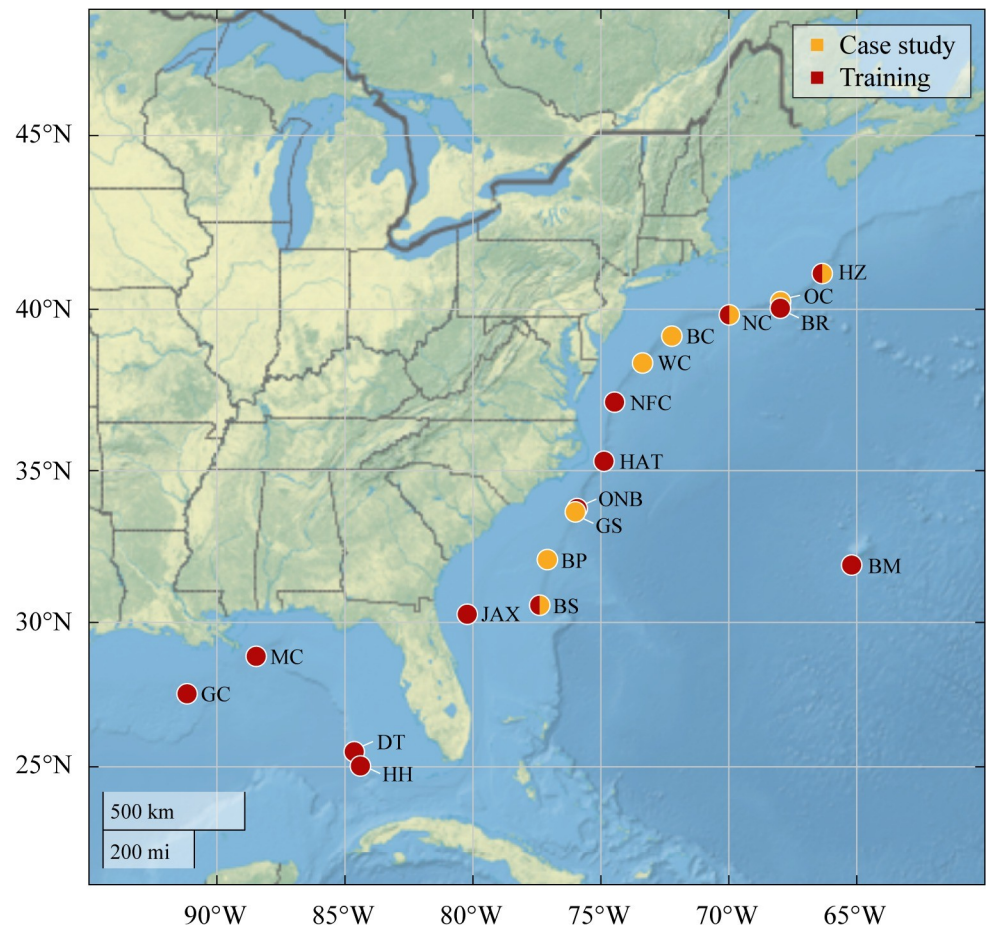 Case study
Training
45°N
40°N
35°N
30°N
25°N
HZ
OC
BR
NC
BC
WC
NFC
HAT
ONB
GS
BP
BM
BS
JAX
MC
GC
DT
HH
500 km
200 mi
90°W
85°W
80°W
75°W
70°W
65°W